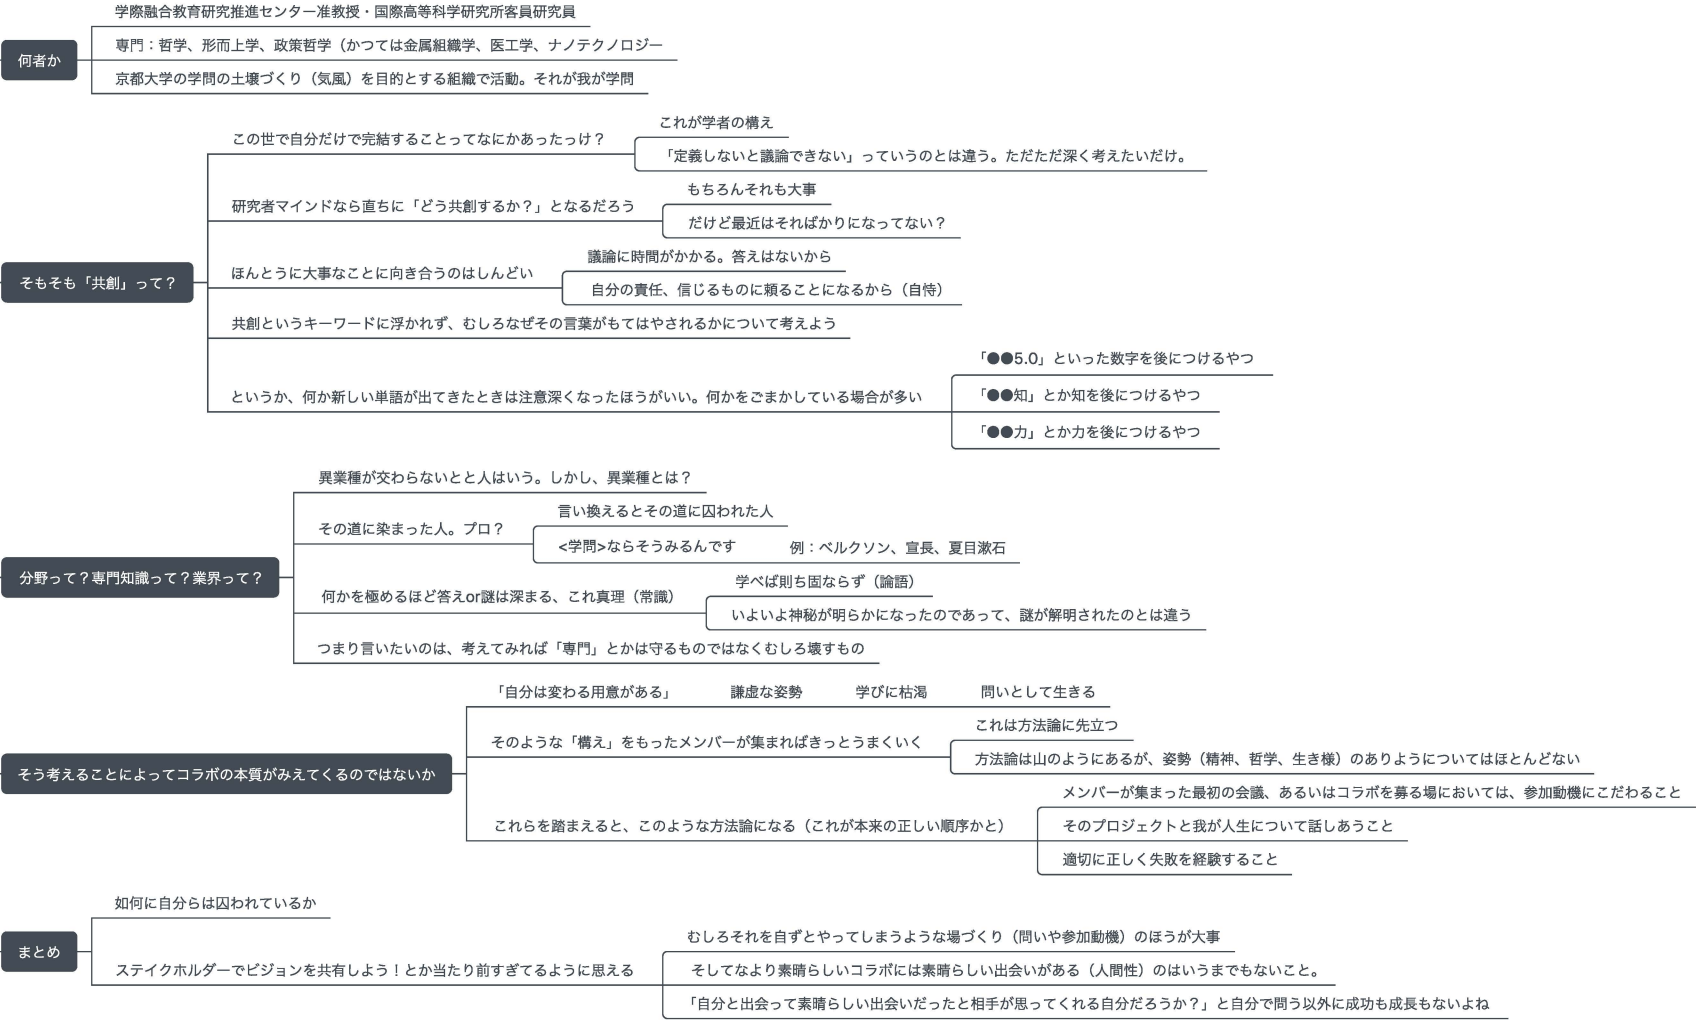 何者か
学際融合教育研究推進センター准教授・国際高等科学研究所客員研究員
専門：哲学、形而上学、政策哲学（かつては金属組織学、医工学、ナノテクノロジー
京都大学の学問の土壌づくり（気風）を目的とする組織で活動。それが我が学問
そもそも「共創」って？
この世で自分だけで完結することってなにかあったっけ？
これが学者の構え
「定義しないと議論できない」っていうのとは違う。ただただ深く考えたいだけ。
研究者マインドなら直ちに「どう共創するか？」となるだろう
もちろんそれも大事
だけど最近はそればかりになってない？
ほんとうに大事なことに向き合うのはしんどい
議論に時間がかかる。答えはないから
自分の責任、信じるものに頼ることになるから（自恃）
共創というキーワードに浮かれず、むしろなぜその言葉がもてはやされるかについて考えよう
というか、何か新しい単語が出てきたときは注意深くなったほうがいい。何かをごまかしている場合が多い
「●●5.0」といった数字を後につけるやつ
「●●知」とか知を後につけるやつ
「●●力」とか力を後につけるやつ
分野って？専門知識って？業界って？
異業種が交わらないとと人はいう。しかし、異業種とは？
その道に染まった人。プロ？
言い換えるとその道に囚われた人
<学問>ならそうみるんです
例：ベルクソン、宣長、夏目漱石
何かを極めるほど答えor謎は深まる、これ真理（常識）
学べば則ち固ならず（論語）
いよいよ神秘が明らかになったのであって、謎が解明されたのとは違う
つまり言いたいのは、考えてみれば「専門」とかは守るものではなくむしろ壊すもの
そう考えることによってコラボの本質がみえてくるのではないか
「自分は変わる用意がある」
謙虚な姿勢
学びに枯渇
問いとして生きる
そのような「構え」をもったメンバーが集まればきっとうまくいく
これは方法論に先立つ
方法論は山のようにあるが、姿勢（精神、哲学、生き様）のありようについてはほとんどない
これらを踏まえると、このような方法論になる（これが本来の正しい順序かと）
メンバーが集まった最初の会議、あるいはコラボを募る場においては、参加動機にこだわること
そのプロジェクトと我が人生について話しあうこと
適切に正しく失敗を経験すること
まとめ
如何に自分らは囚われているか
ステイクホルダーでビジョンを共有しよう！とか当たり前すぎてるように思える
むしろそれを自ずとやってしまうような場づくり（問いや参加動機）のほうが大事
そしてなより素晴らしいコラボには素晴らしい出会いがある（人間性）のはいうまでもないこと。
「自分と出会って素晴らしい出会いだったと相手が思ってくれる自分だろうか？」と自分で問う以外に成功も成長もないよね